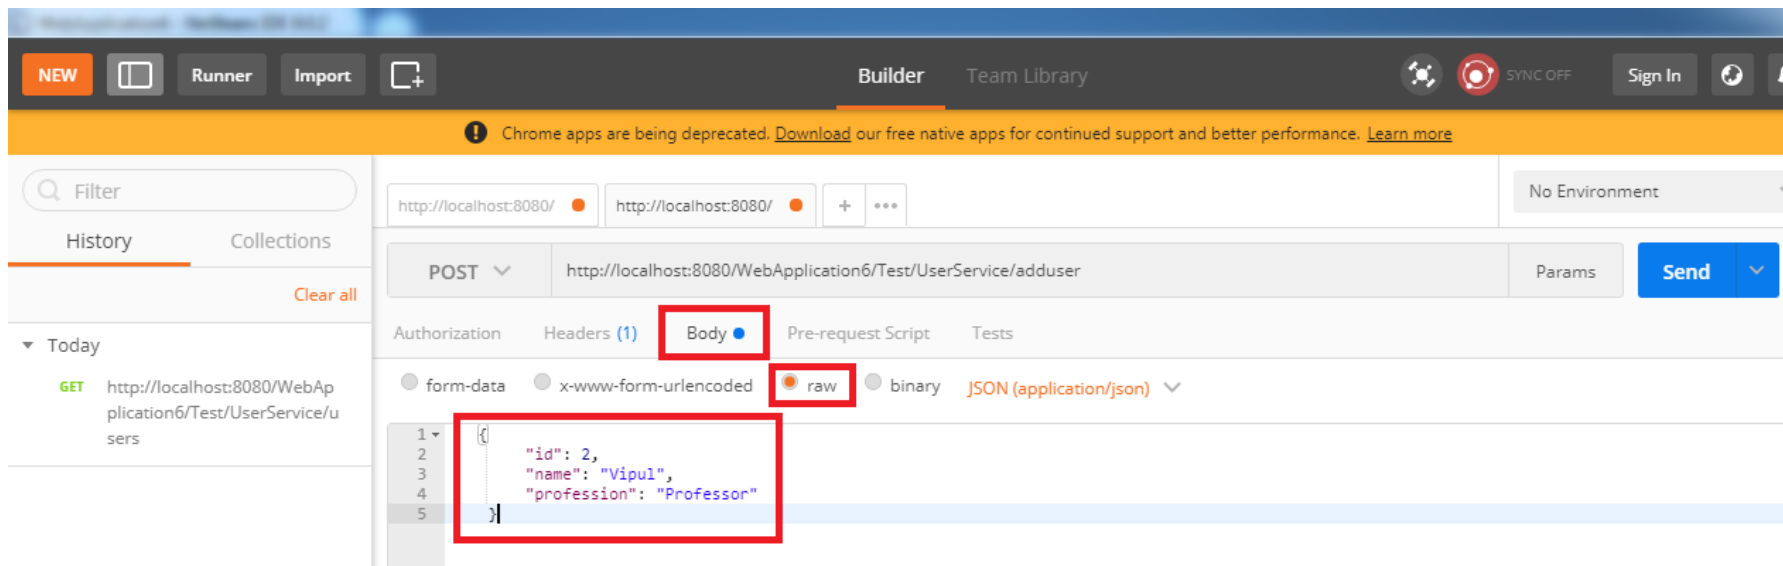 NEW Runner Import Builder Team Library SYNC OFF Sign In
Chrome apps are being deprecated. Download our free native apps for continued support and better performance. Learn more
Filter
History Collections
Clear all
Today
GET http://localhost:8080/WebAp
plication6/Test/UserService/u
sers
http://localhost:8080/ http://localhost:8080/ + •••
No Environment
POST http://localhost:8080/WebApplication6/Test/UserService/adduser Params Send
Authorization Headers (1) Body Pre-request Script Tests
form-data x-www-form-urlencoded raw binary JSON (application/json)
1 {
2 "id": 2,
3 "name": "Vipul",
4 "profession": "Professor"
5 }